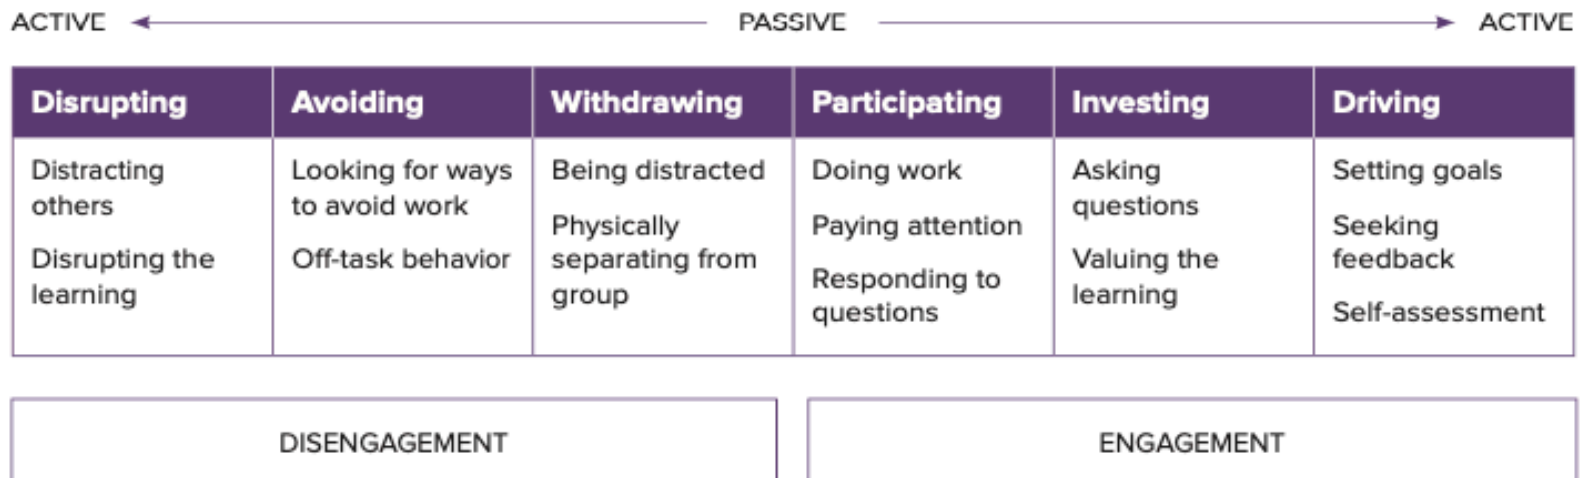 ACTIVE PASSIVE ACTIVE
Disrupting Avoiding Withdrawing Participating Investing Driving
Distracting
others
Disrupting the
learning
Looking for ways
to avoid work
Off-task behavior
Being distracted
Physically
separating from
group
Doing work
Paying attention
Responding to
questions
Asking
questions
Valuing the
learning
Setting goals
Seeking
feedback
Self-assessment
DISENGAGEMENT ENGAGEMENT